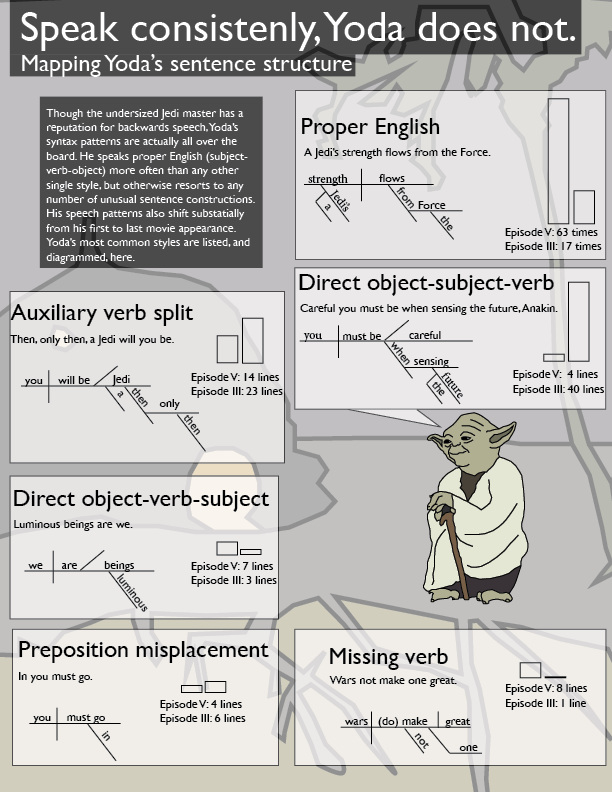 Speak consistenly, Yoda does not.
Mapping Yoda's sentence structure
Though the undersized Jedi master has a
reputation for backwards speech, Yoda's
syntax patterns are actually all over the
board. He speaks proper English (subject-
verb-object) more often than any other
single style, but otherwise resorts to any
number of unusual sentence constructions.
His speech patterns also shift substatially
from his first to last movie appearance.
Yoda's most common styles are listed, and
diagrammed, here.
Proper English
A Jedi's strength flows from the Force.
strength flows
Jedi's
a
from
Force
the
Episode V: 63 times
Episode III: 17 times
Direct object-subject-verb
Careful you must be when sensing the future, Anakin.
you must be careful
when
sensing
the
future
Episode V: 4 lines
Episode III: 40 lines
Auxiliary verb split
Then, only then, a Jedi will you be.
you will be Jedi
a
then
only
then
Episode V: 14 lines
Episode III: 23 lines
Direct object-verb-subject
Luminous beings are we.
we are beings
luminous
Episode V: 7 lines
Episode III: 3 lines
Preposition misplacement
In you must go.
you must go
in
Episode V: 4 lines
Episode III: 6 lines
Missing verb
Wars not make one great.
wars (do) make great
not
one
Episode V: 8 lines
Episode III: 1 line